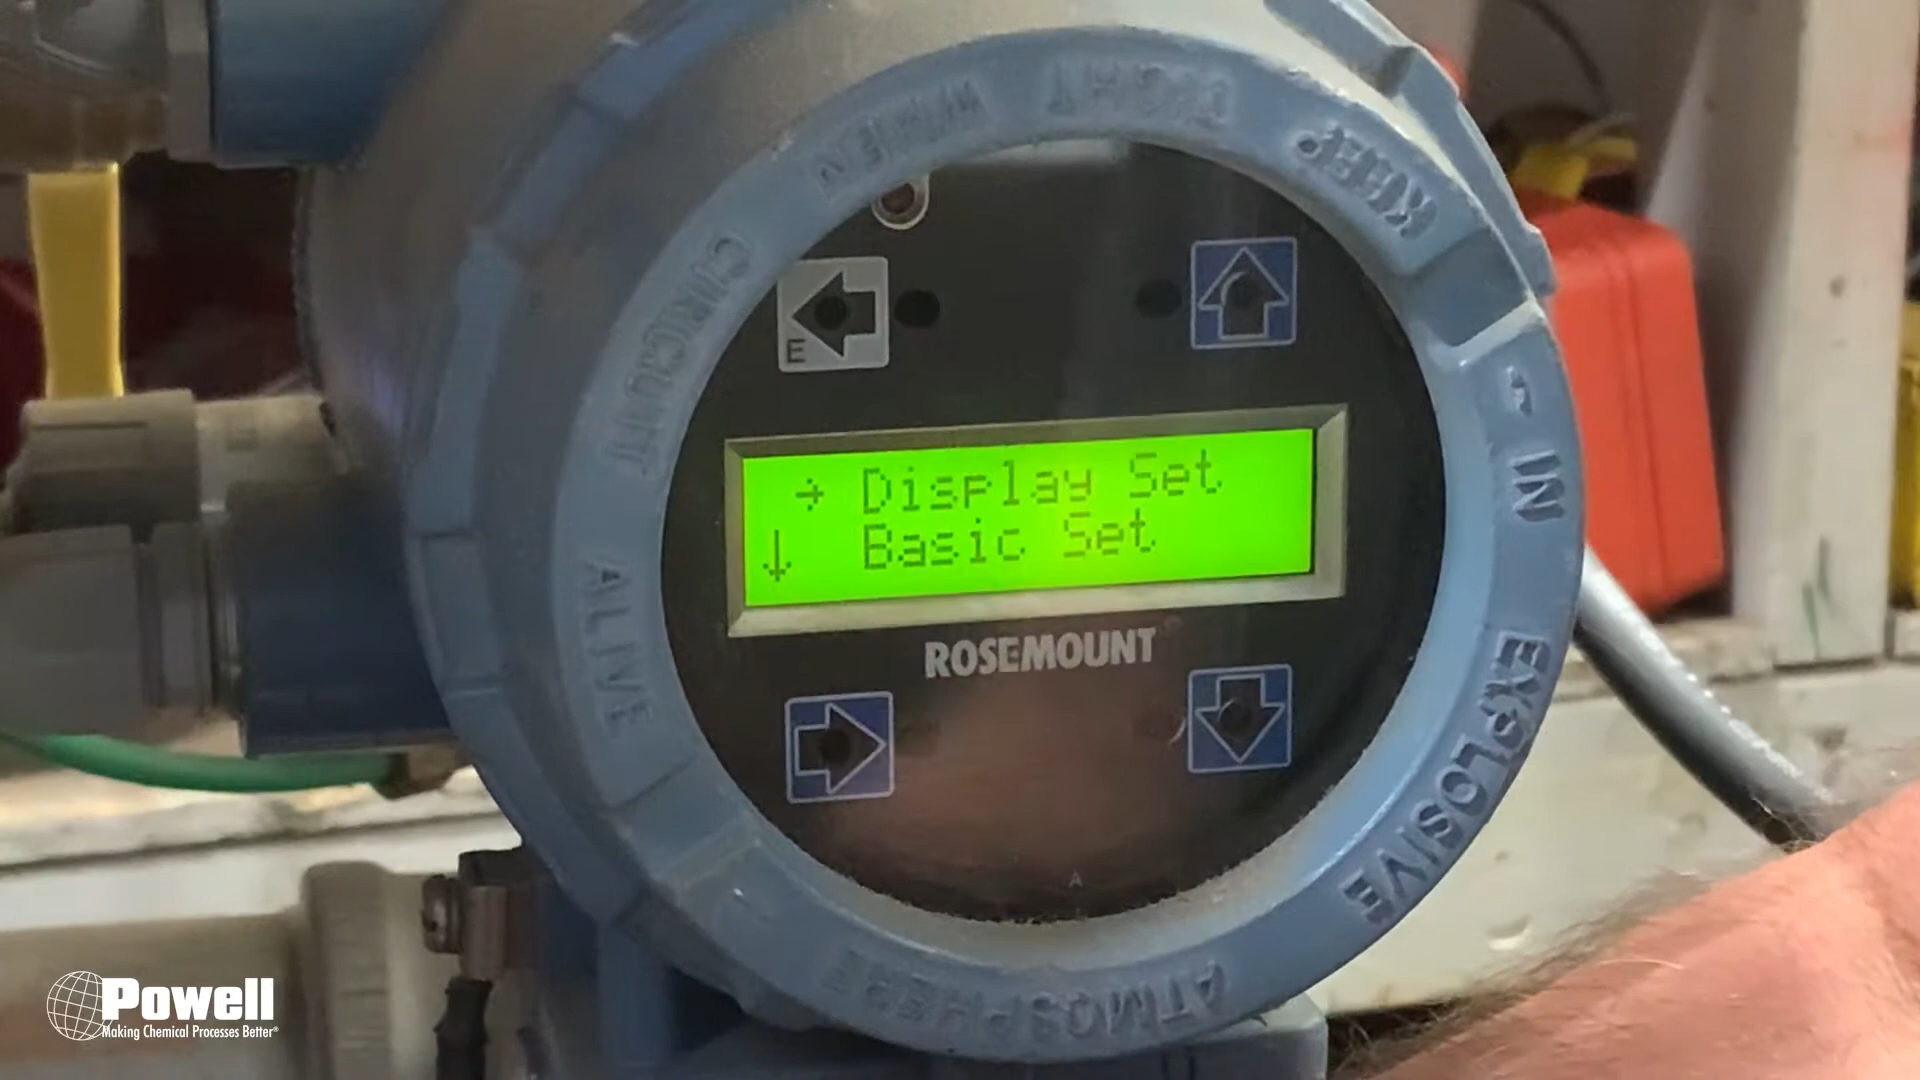 KEEP TIGHT WHEN CIRCUIT ALIVE
- IN EXPLOSIVE ATMOSPHERE
E
→ Display Set
↓ Basic Set
ROSEMOUNT
A
Powell
Making Chemical Processes Better®